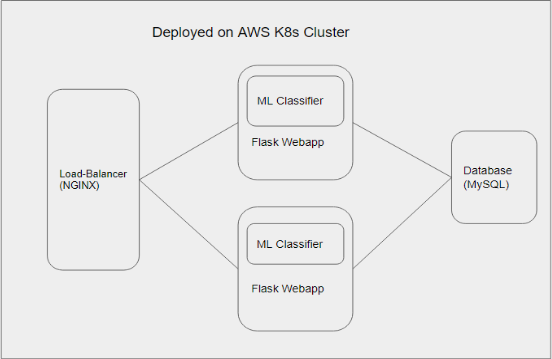 Deployed on AWS K8s Cluster
ML Classifier
Flask Webapp
Load-Balancer
(NGINX)
Database
(MySQL)
ML Classifier
Flask Webapp